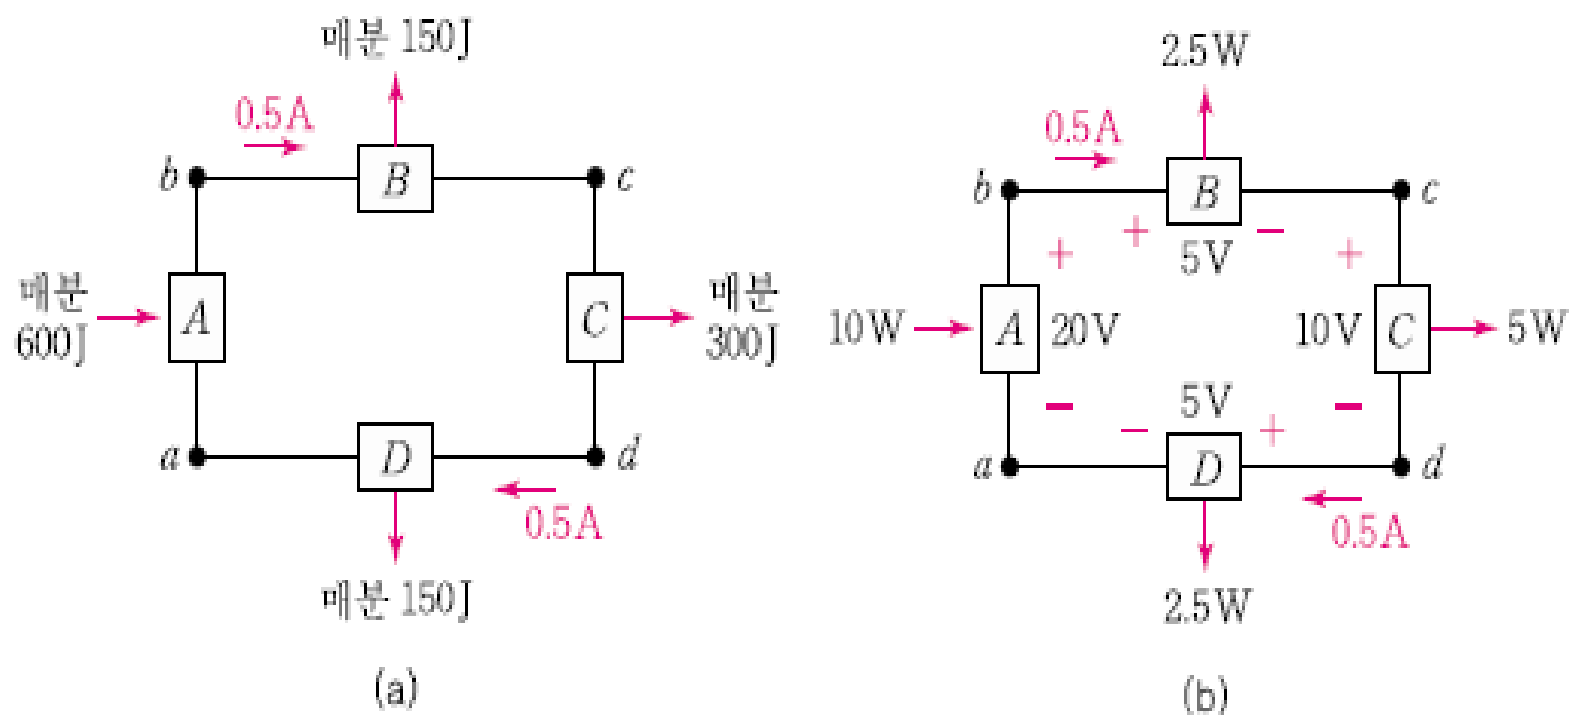 매분 150J
0.5A
b
B
c
매분
600J
A
C
매분
300J
a
D
d
0.5A
매분 150J
(a)
2.5W
0.5A
b
B
c
+
+
5V
−
+
10W
A
20V
10V
C
5W
−
5V
−
−
+
a
D
d
0.5A
2.5W
(b)